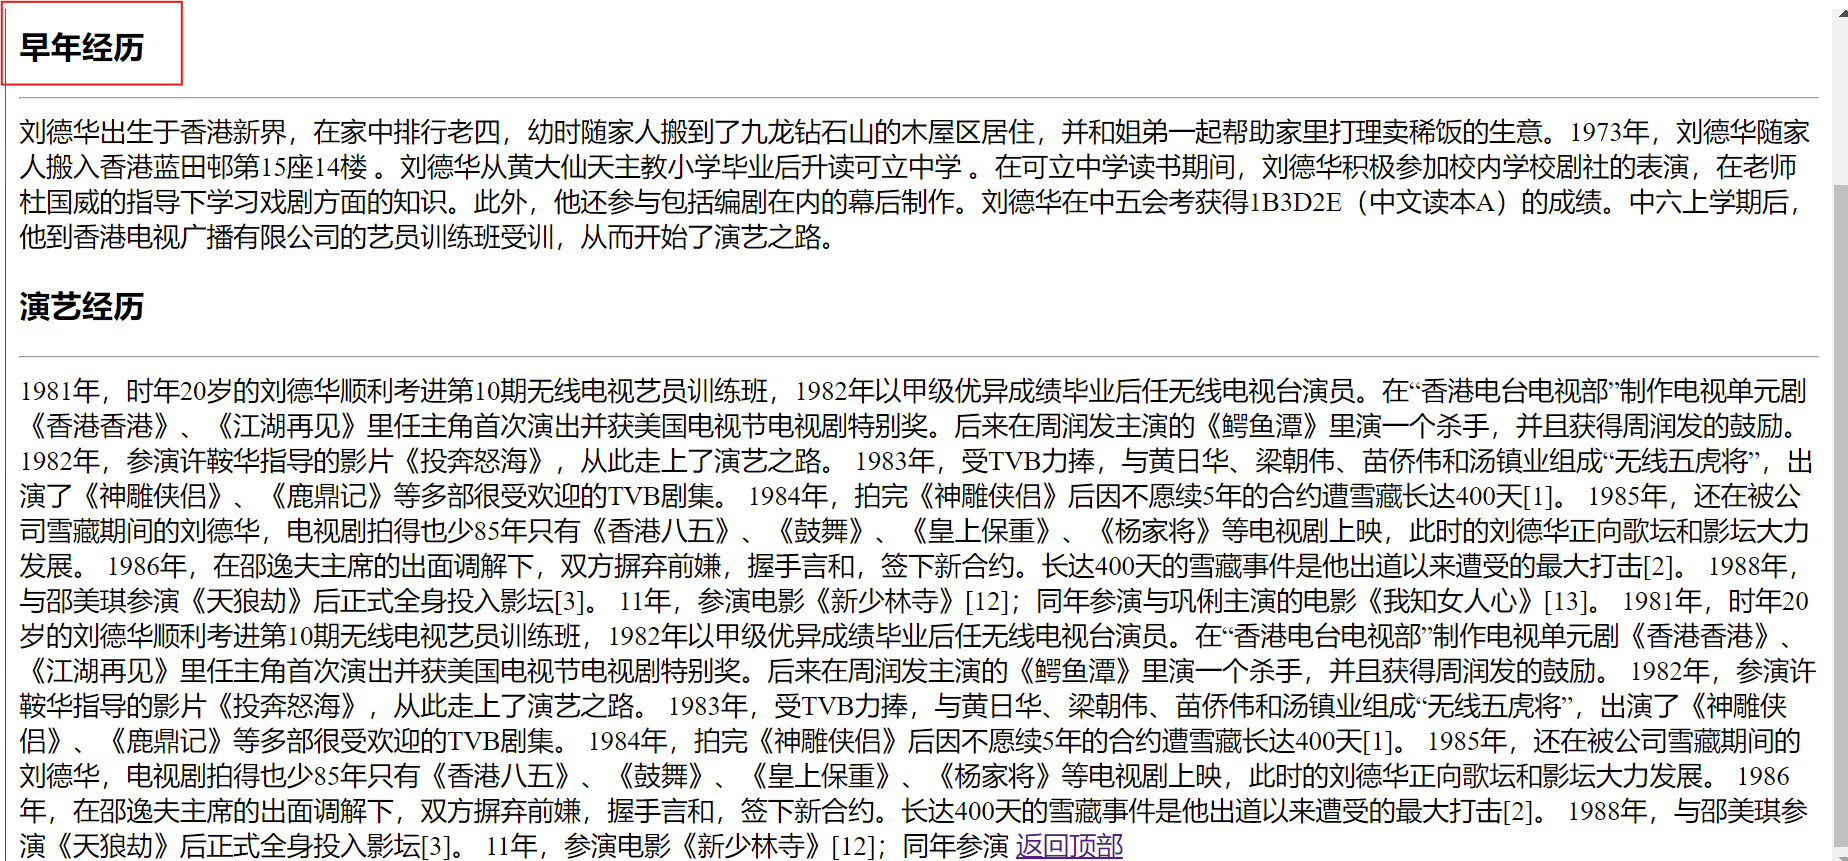 早年经历
刘德华出生于香港新界，在家中排行老四，幼时随家人搬到了九龙钻石山的木屋区居住，并和姐弟一起帮助家里打理卖稀饭的生意。1973年，刘德华随家
人搬入香港蓝田邨第15座14楼 。刘德华从黄大仙天主教小学毕业后升读可立中学 。在可立中学读书期间，刘德华积极参加校内学校剧社的表演，在老师
杜国威的指导下学习戏剧方面的知识。此外，他还参与包括编剧在内的幕后制作。刘德华在中五会考获得1B3D2E（中文读本A）的成绩。中六上学期后，
他到香港电视广播有限公司的艺员训练班受训，从而开始了演艺之路。
演艺经历
1981年，时年20岁的刘德华顺利考进第10期无线电视艺员训练班，1982年以甲级优异成绩毕业后任无线电视台演员。在“香港电台电视部”制作电视单元剧
《香港香港》、《江湖再见》里任主角首次演出并获美国电视节电视剧特别奖。后来在周润发主演的《鳄鱼潭》里演一个杀手，并且获得周润发的鼓励。
1982年，参演许鞍华指导的影片《投奔怒海》，从此走上了演艺之路。 1983年，受TVB力捧，与黄日华、梁朝伟、苗侨伟和汤镇业组成“无线五虎将”，出
演了《神雕侠侣》、《鹿鼎记》等多部很受欢迎的TVB剧集。 1984年，拍完《神雕侠侣》后因不愿续5年的合约遭雪藏长达400天[1]。 1985年，还在被公
司雪藏期间的刘德华，电视剧拍得也少85年只有《香港八五》、《鼓舞》、《皇上保重》、《杨家将》等电视剧上映，此时的刘德华正向歌坛和影坛大力
发展。 1986年，在邵逸夫主席的出面调解下，双方摒弃前嫌，握手言和，签下新合约。长达400天的雪藏事件是他出道以来遭受的最大打击[2]。 1988年，
与邵美琪参演《天狼劫》后正式全身投入影坛[3]。 11年，参演电影《新少林寺》[12]；同年参演与巩俐主演的电影《我知女人心》[13]。 1981年，时年20
岁的刘德华顺利考进第10期无线电视艺员训练班，1982年以甲级优异成绩毕业后任无线电视台演员。在“香港电台电视部”制作电视单元剧《香港香港》、
《江湖再见》里任主角首次演出并获美国电视节电视剧特别奖。后来在周润发主演的《鳄鱼潭》里演一个杀手，并且获得周润发的鼓励。 1982年，参演许
鞍华指导的影片《投奔怒海》，从此走上了演艺之路。 1983年，受TVB力捧，与黄日华、梁朝伟、苗侨伟和汤镇业组成“无线五虎将”，出演了《神雕侠
侣》、《鹿鼎记》等多部很受欢迎的TVB剧集。 1984年，拍完《神雕侠侣》后因不愿续5年的合约遭雪藏长达400天[1]。 1985年，还在被公司雪藏期间的
刘德华，电视剧拍得也少85年只有《香港八五》、《鼓舞》、《皇上保重》、《杨家将》等电视剧上映，此时的刘德华正向歌坛和影坛大力发展。 1986
年，在邵逸夫主席的出面调解下，双方摒弃前嫌，握手言和，签下新合约。长达400天的雪藏事件是他出道以来遭受的最大打击[2]。 1988年，与邵美琪参
演《天狼劫》后正式全身投入影坛[3]。 11年，参演电影《新少林寺》[12]；同年参演 返回顶部